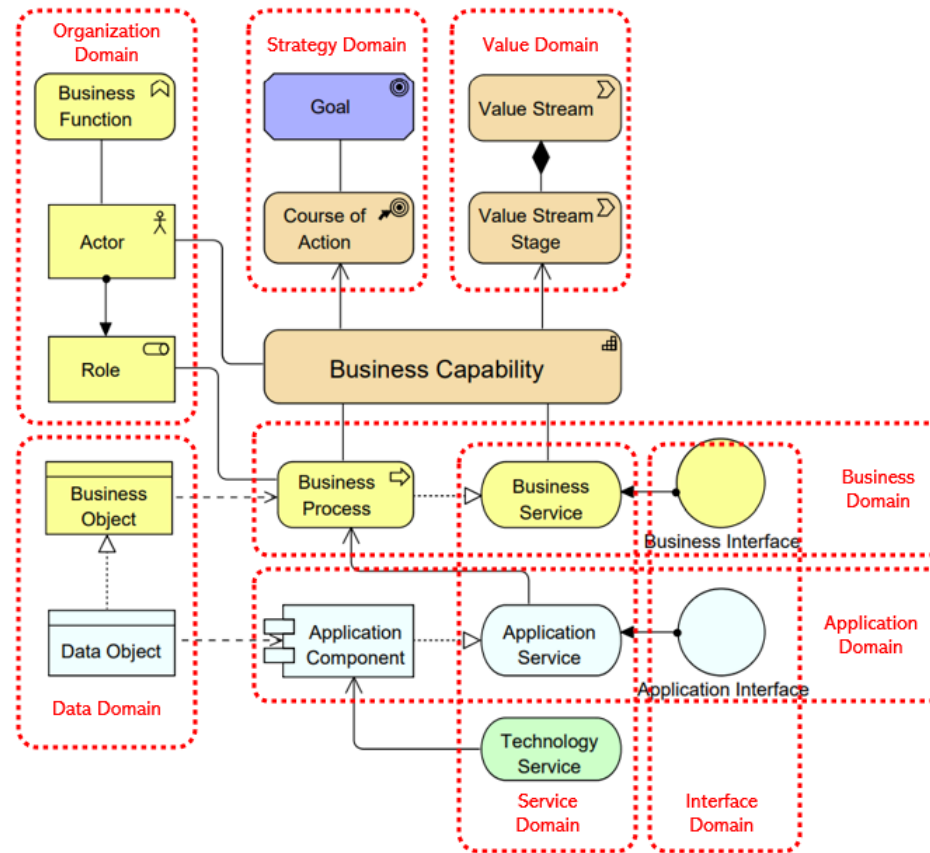 Organization
Domain
Strategy Domain
Value Domain
Business
Function
Goal
Value Stream
Actor
Course of
Action
Value Stream
Stage
Role
Business Capability
Business
Object
Business
Process
Business
Service
Business Interface
Business
Domain
Data Object
Application
Component
Application
Service
Application Interface
Application
Domain
Data Domain
Technology
Service
Service
Domain
Interface
Domain